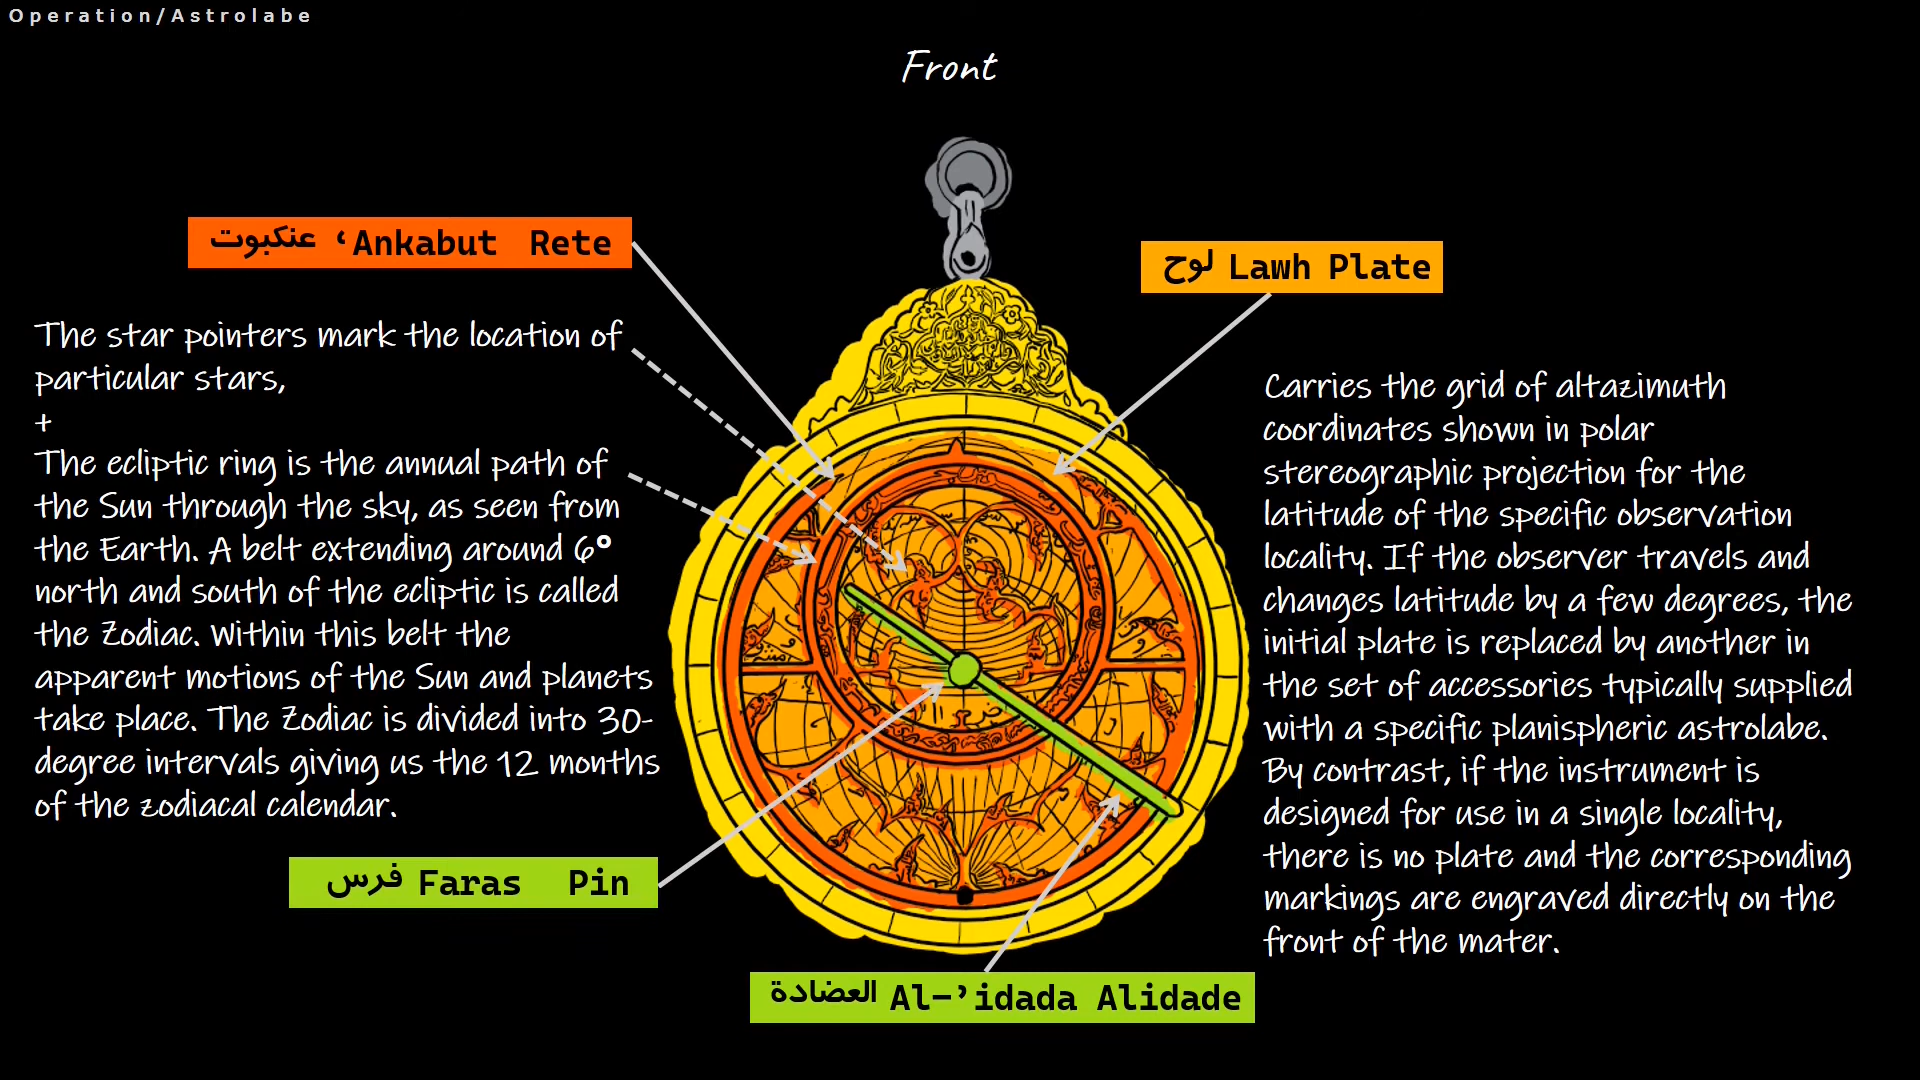 Operation/Astrolabe
Front
عنكبوت ‘Ankabut Rete
لوح Lawh Plate
The star pointers mark the location of
particular stars,
+
The ecliptic ring is the annual path of
the Sun through the sky, as seen from
the Earth. A belt extending around 6°
north and south of the ecliptic is called
the Zodiac. Within this belt the
apparent motions of the Sun and planets
take place. The Zodiac is divided into 30-
degree intervals giving us the 12 months
of the zodiacal calendar.
Carries the grid of altazimuth
coordinates shown in polar
stereographic projection for the
latitude of the specific observation
locality. If the observer travels and
changes latitude by a few degrees, the
initial plate is replaced by another in
the set of accessories typically supplied
with a specific planispheric astrolabe.
By contrast, if the instrument is
designed for use in a single locality,
there is no plate and the corresponding
markings are engraved directly on the
front of the mater.
فرس Faras Pin
العضادة Al-’idada Alidade